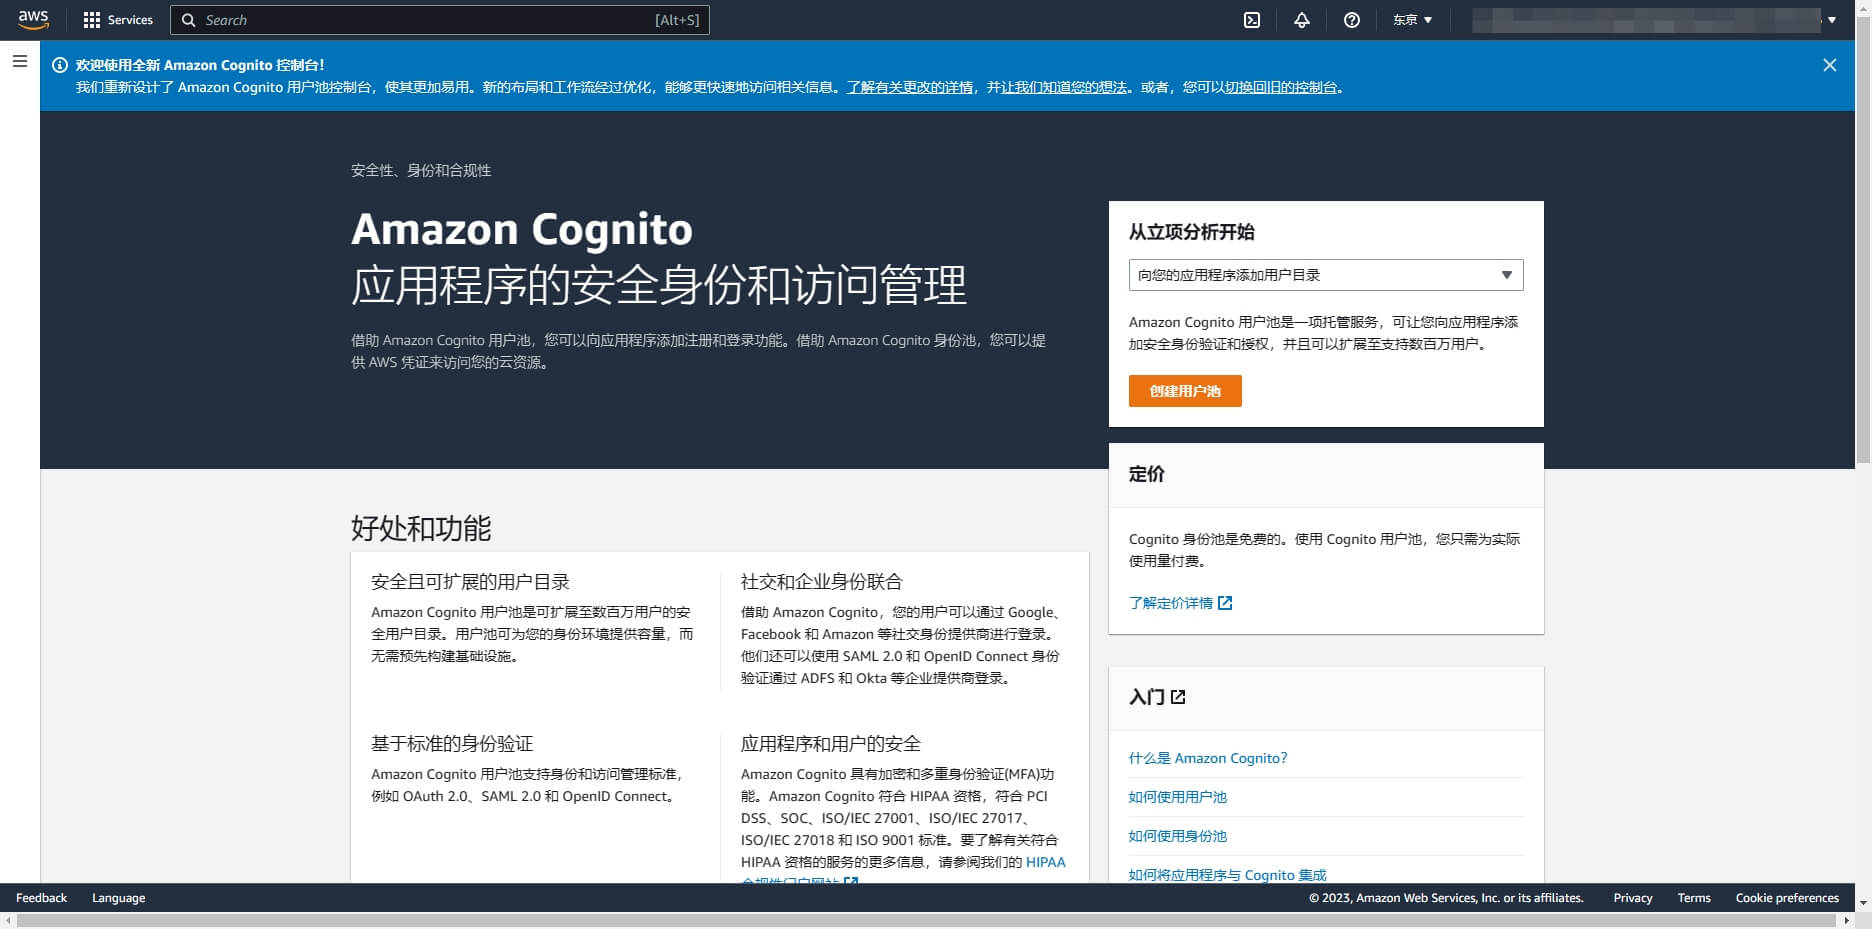 aws
Services
Search
[Alt+S]
东京
欢迎使用全新 Amazon Cognito 控制台！
我们重新设计了 Amazon Cognito 用户池控制台，使其更加易用。新的布局和工作流经过优化，能够更快速地访问相关信息。了解有关更改的详情，并让我们知道您的想法。或者，您可以切换回旧的控制台。
安全性、身份和合规性
Amazon Cognito
应用程序的安全身份和访问管理
借助 Amazon Cognito 用户池，您可以向应用程序添加注册和登录功能。借助 Amazon Cognito 身份池，您可以提
供 AWS 凭证来访问您的云资源。
从立项分析开始
向您的应用程序添加用户目录
Amazon Cognito 用户池是一项托管服务，可让您向应用程序添
加安全身份验证和授权，并且可以扩展至支持数百万用户。
创建用户池
定价
Cognito 身份池是免费的。使用 Cognito 用户池，您只需为实际
使用量付费。
了解定价详情
好处和功能
安全且可扩展的用户目录
Amazon Cognito 用户池是可扩展至数百万用户的安
全用户目录。用户池可为您的身份环境提供容量，而
无需预先构建基础设施。
社交和企业身份联合
借助 Amazon Cognito，您的用户可以通过 Google、
Facebook 和 Amazon 等社交身份提供商进行登录。
他们还可以使用 SAML 2.0 和 OpenID Connect 身份
验证通过 ADFS 和 Okta 等企业提供商登录。
基于标准的身份验证
Amazon Cognito 用户池支持身份和访问管理标准，
例如 OAuth 2.0、SAML 2.0 和 OpenID Connect。
应用程序和用户的安全
Amazon Cognito 具有加密和多重身份验证(MFA)功
能。Amazon Cognito 符合 HIPAA 资格，符合 PCI
DSS、SOC、ISO/IEC 27001、ISO/IEC 27017、
ISO/IEC 27018 和 ISO 9001 标准。要了解有关符合
HIPAA 资格的服务的更多信息，请参阅我们的 HIPAA
合规性门户网站
入门
什么是 Amazon Cognito？
如何使用用户池
如何使用身份池
如何将应用程序与 Cognito 集成
Feedback
Language
© 2023, Amazon Web Services, Inc. or its affiliates.
Privacy
Terms
Cookie preferences